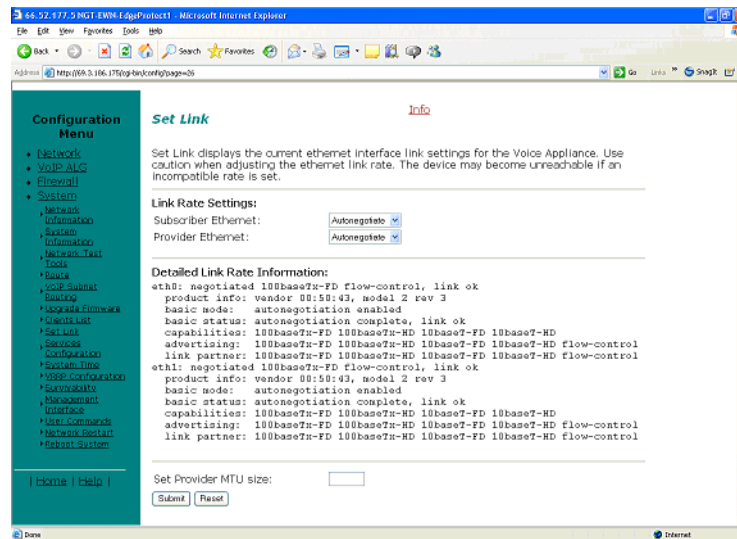 66.52.177.5 NGT-EWN-EdgeProtect1 - Microsoft Internet Explorer
File Edit View Favorites Tools Help
Back Search Favorites
Address http://69.3.186.175/cgi-bin/config?page=26 Go Links SnagIt
Configuration
Menu
Network
VoIP ALG
Firewall
System
Network
Information
System
Information
Network Test
Tools
Route
VoIP Subnet
Routing
Upgrade Firmware
Clients List
Set Link
Services
Configuration
System Time
VRRP Configuration
Survivability
Management
Interface
User Commands
Network Restart
Reboot System
| Home | Help |
Info
Set Link
Set Link displays the current ethernet interface link settings for the Voice Appliance. Use
caution when adjusting the ethernet link rate. The device may become unreachable if an
incompatible rate is set.
Link Rate Settings:
Subscriber Ethernet: Autonegotiate
Provider Ethernet: Autonegotiate
Detailed Link Rate Information:
eth0: negotiated 100baseTx-FD flow-control, link ok
product info: vendor 00:50:43, model 2 rev 3
basic mode: autonegotiation enabled
basic status: autonegotiation complete, link ok
capabilities: 100baseTx-FD 100baseTx-HD 10baseT-FD 10baseT-HD
advertising: 100baseTx-FD 100baseTx-HD 10baseT-FD 10baseT-HD flow-control
link partner: 100baseTx-FD 100baseTx-HD 10baseT-FD 10baseT-HD flow-control
eth1: negotiated 100baseTx-FD flow-control, link ok
product info: vendor 00:50:43, model 2 rev 3
basic mode: autonegotiation enabled
basic status: autonegotiation complete, link ok
capabilities: 100baseTx-FD 100baseTx-HD 10baseT-FD 10baseT-HD
advertising: 100baseTx-FD 100baseTx-HD 10baseT-FD 10baseT-HD flow-control
link partner: 100baseTx-FD 100baseTx-HD 10baseT-FD 10baseT-HD flow-control
Set Provider MTU size:
Submit Reset
Done Internet